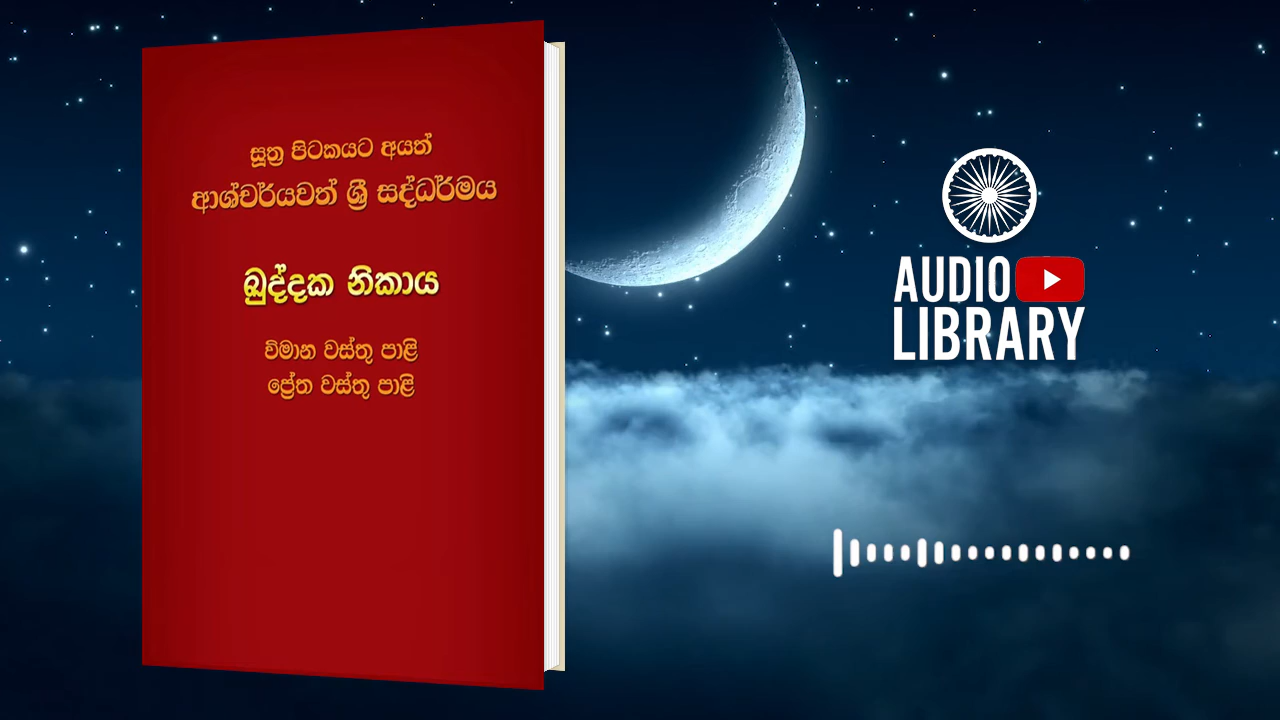 සූත්‍ර පිටකයට අයත්
ආශ්චර්යවත් ශ්‍රී සද්ධර්මය
ඛුද්දක නිකාය
විමාන වස්තු පාළි
ප්‍රේත වස්තු පාළි
AUDIO
LIBRARY